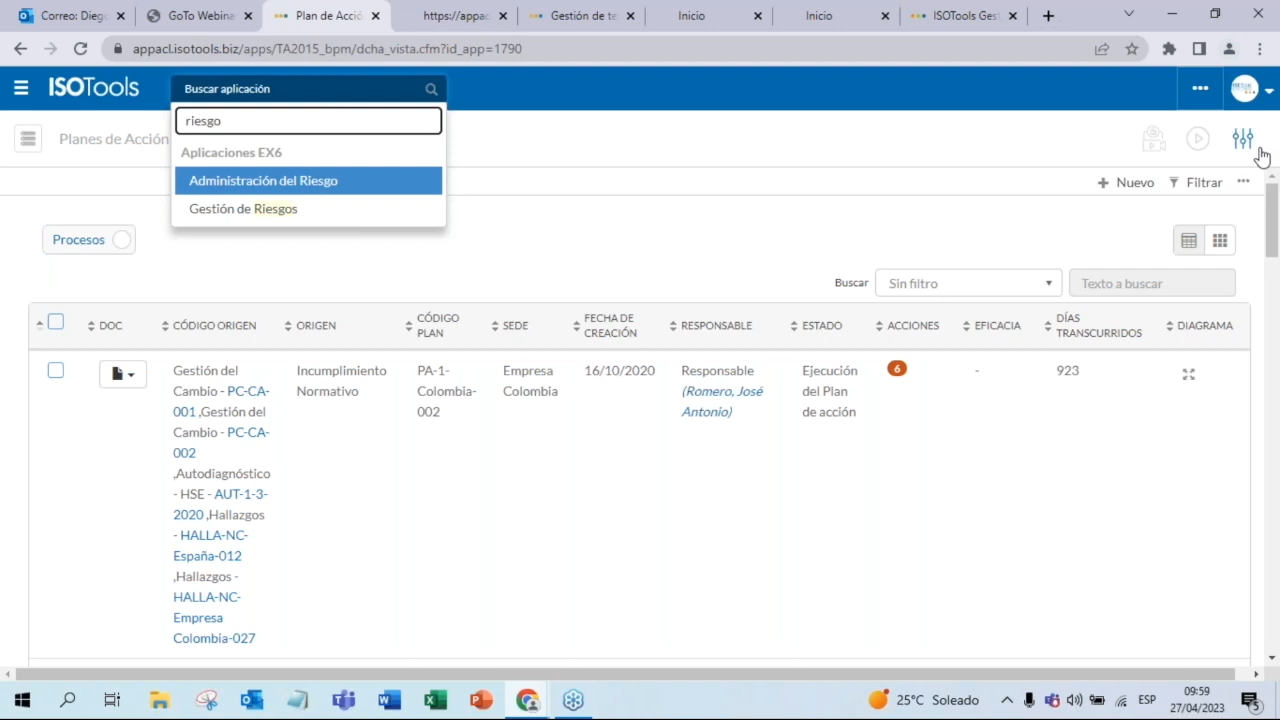 Correo: Dieg
GoTo Webina
Plan de Acció
https://appac
Gestión de te
Inicio
Inicio
ISOTools Ges
appacl.isotools.biz/apps/TA2015_bpm/dcha_vista.cfm?id_app=1790
ISOTools
Buscar aplicación
riesgo
Aplicaciones EX6
Administración del Riesgo
Gestión de Riesgos
Planes de Acción
Nuevo
Filtrar
Procesos
Buscar
Sin filtro
Texto a buscar
DOC
CÓDIGO ORIGEN
ORIGEN
CÓDIGO
PLAN
SEDE
FECHA DE
CREACIÓN
RESPONSABLE
ESTADO
ACCIONES
EFICACIA
DÍAS
TRANSCURRIDOS
DIAGRAMA
Gestión del
Cambio - PC-CA-
001 ,Gestión del
Cambio - PC-CA-
002
,Autodiagnóstico
- HSE - AUT-1-3-
2020 ,Hallazgos
- HALLA-NC-
España-012
,Hallazgos -
HALLA-NC-
Empresa
Colombia-027
Incumplimiento
Normativo
PA-1-
Colombia-
002
Empresa
Colombia
16/10/2020
Responsable
(Romero, José
Antonio)
Ejecución
del Plan
de acción
6
-
923
25°C Soleado
ESP
09:59
27/04/2023
5